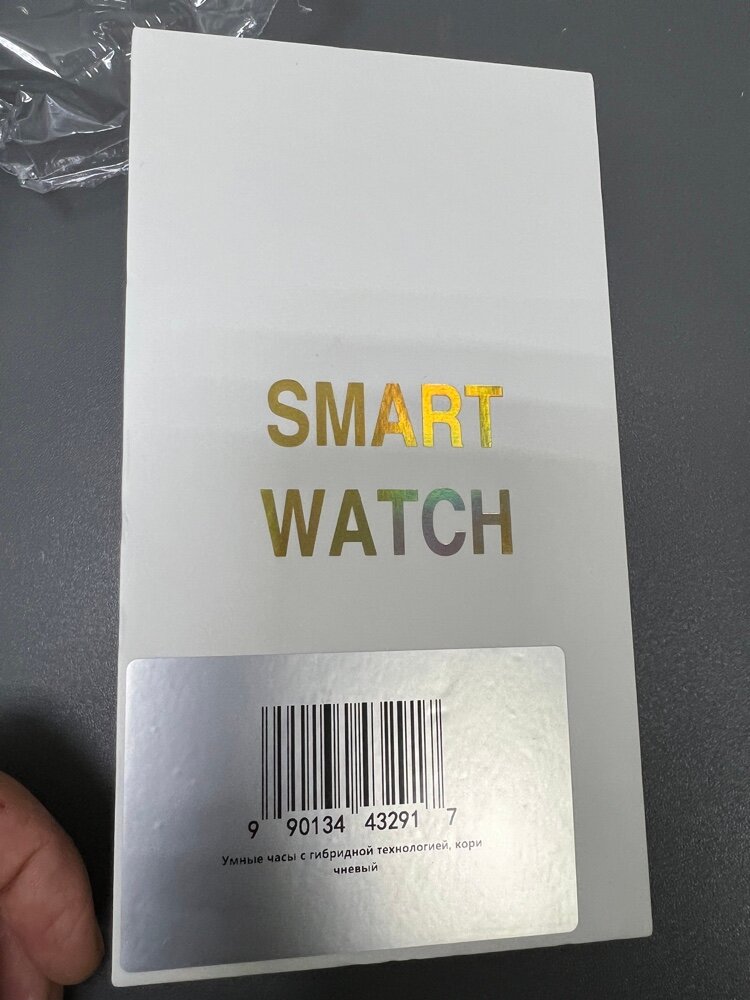 SMART
WATCH
9 90134 43291 7
Умные часы с гибридной технологией, кори
чневый